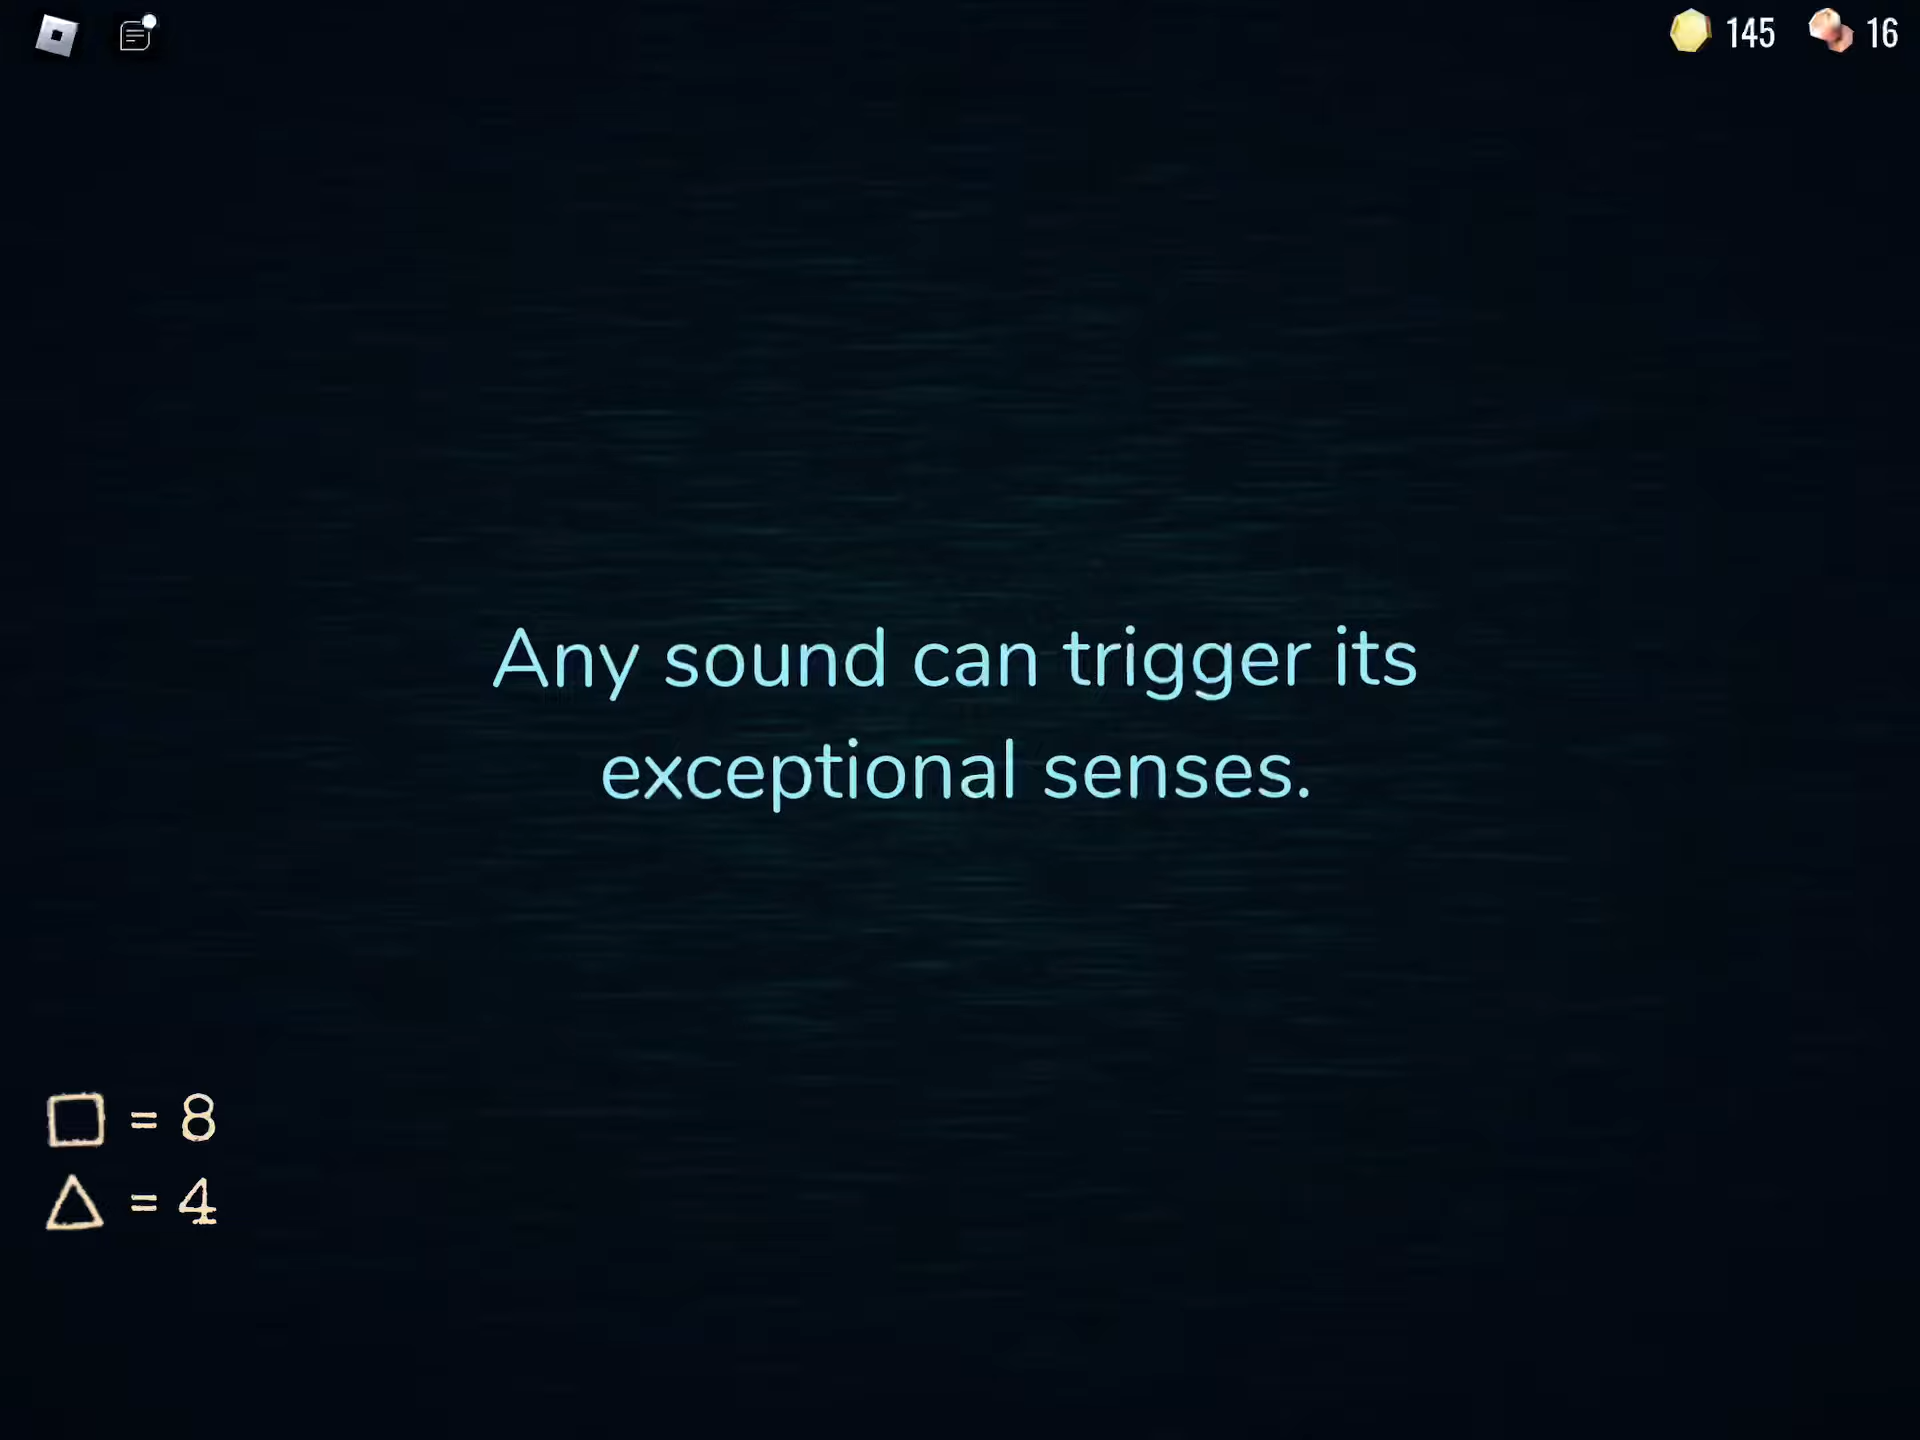 145 16
Any sound can trigger its
exceptional senses.
□ = 8
△ = 4